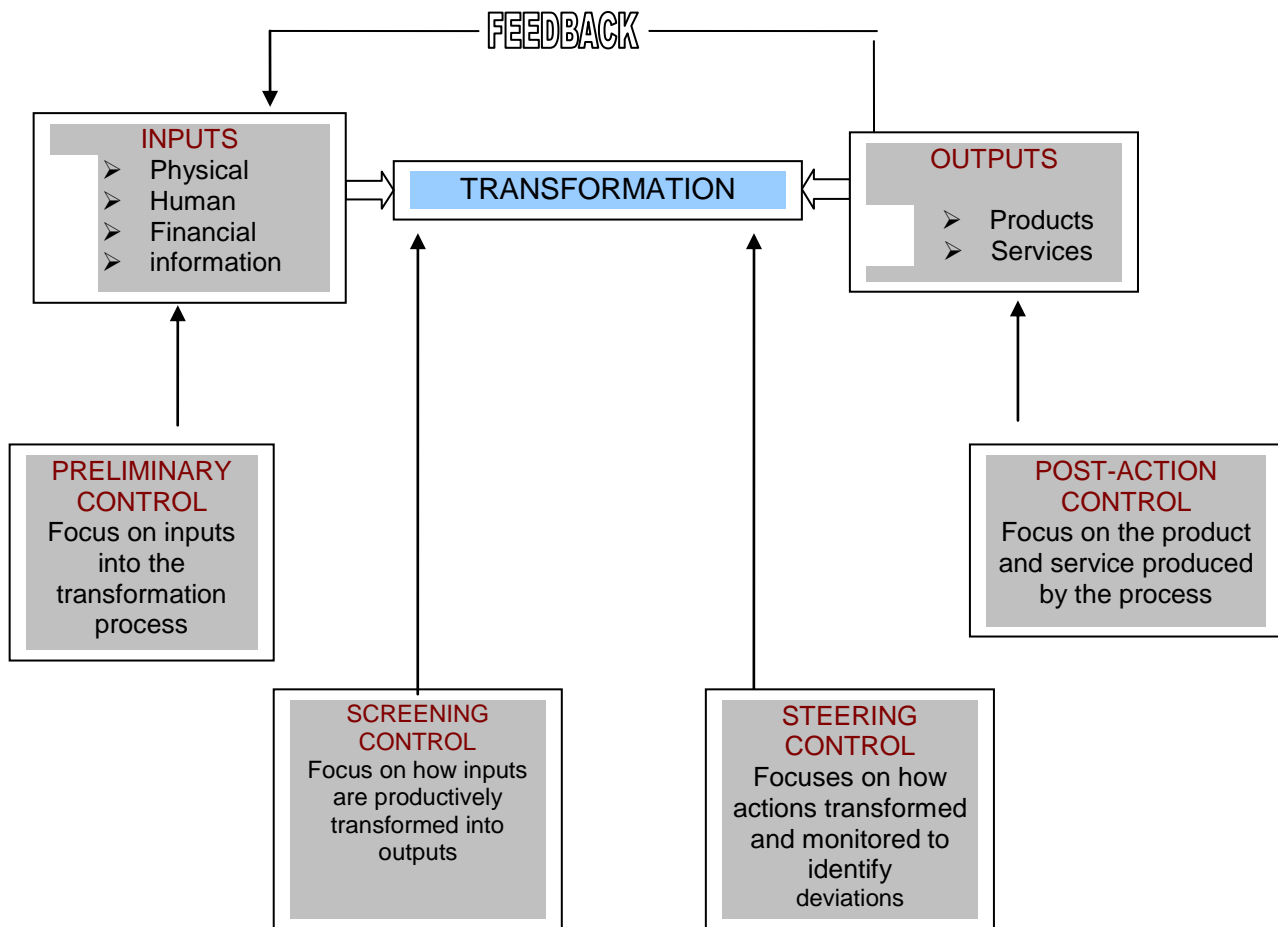 FEEDBACK
INPUTS
➢ Physical
➢ Human
➢ Financial
➢ information
TRANSFORMATION
OUTPUTS
➢ Products
➢ Services
PRELIMINARY
CONTROL
Focus on inputs
into the
transformation
process
POST-ACTION
CONTROL
Focus on the product
and service produced
by the process
SCREENING
CONTROL
Focus on how inputs
are productively
transformed into
outputs
STEERING
CONTROL
Focuses on how
actions transformed
and monitored to
identify
deviations